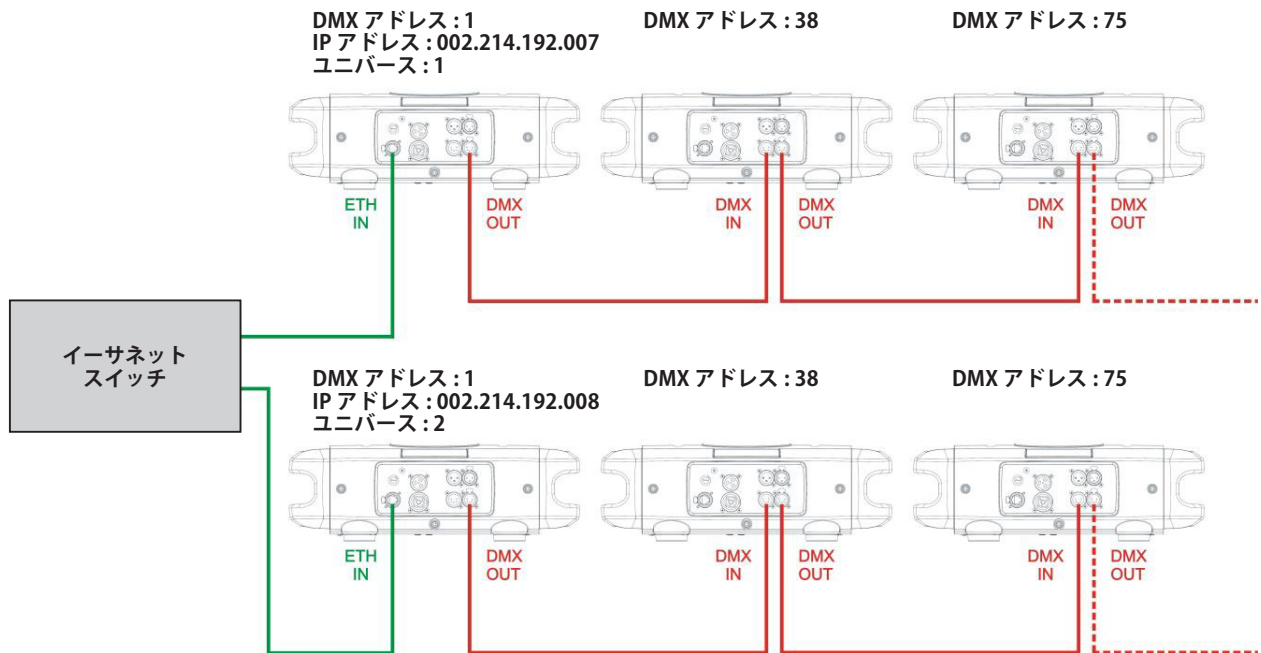 DMX アドレス : 1
IP アドレス : 002.214.192.007
ユニバース : 1
DMX アドレス : 38
DMX アドレス : 75
ETH
IN
DMX
OUT
DMX
IN
DMX
OUT
DMX
IN
DMX
OUT
イーサネット
スイッチ
DMX アドレス : 1
IP アドレス : 002.214.192.008
ユニバース : 2
DMX アドレス : 38
DMX アドレス : 75
ETH
IN
DMX
OUT
DMX
IN
DMX
OUT
DMX
IN
DMX
OUT